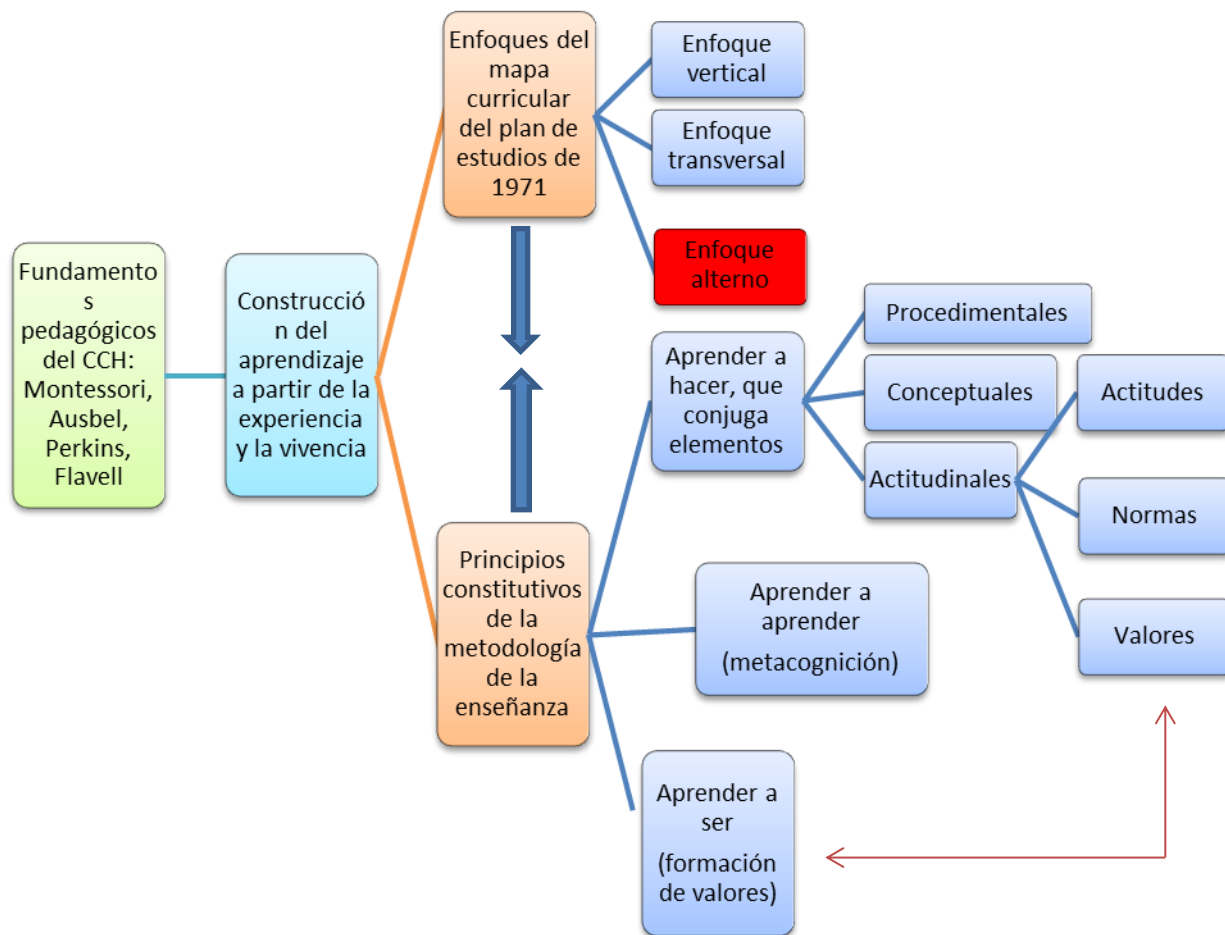 Fundamento
s
pedagógicos
del CCH:
Montessori,
Ausbel,
Perkins,
Flavell
Construcció
n del
aprendizaje
a partir de la
experiencia
y la vivencia
Enfoques del
mapa
curricular
del plan de
estudios de
1971
Enfoque
vertical
Enfoque
transversal
Enfoque
alterno
Principios
constitutivos
de la
metodología
de la
enseñanza
Aprender a
hacer, que
conjuga
elementos
Procedimentales
Conceptuales
Actitudinales
Actitudes
Normas
Valores
Aprender a
aprender
(metacognición)
Aprender a
ser
(formación
de valores)